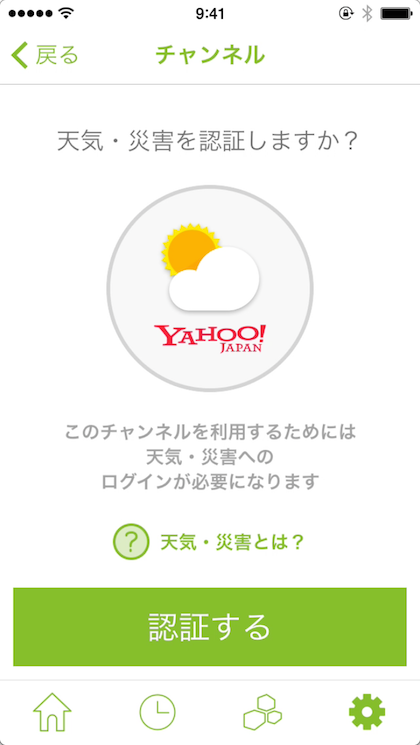 9:41
戻る
チャンネル
天気・災害を認証しますか？
YAHOO!
JAPAN
このチャンネルを利用するためには
天気・災害への
ログインが必要になります
? 天気・災害とは？
認証する